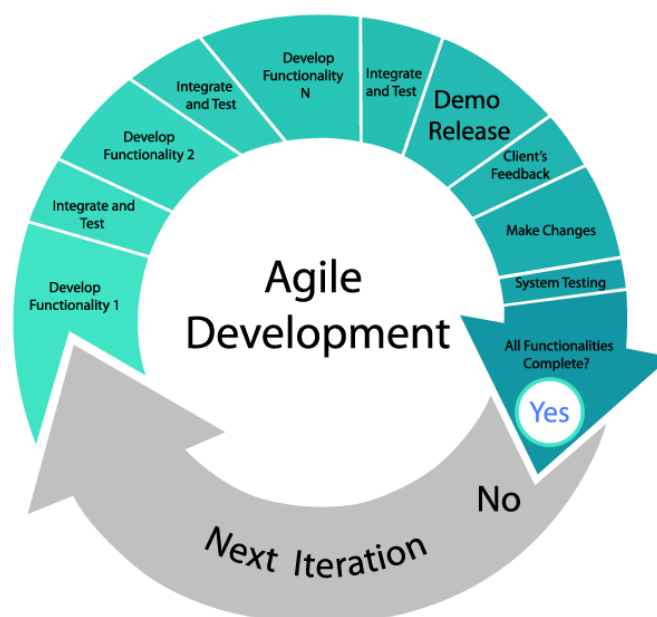 Develop
Functionality 1
Integrate and
Test
Develop
Functionality 2
Integrate
and Test
Develop
Functionality
N
Integrate
and Test
Demo
Release
Client's
Feedback
Make Changes
System Testing
All Functionalities
Complete?
Yes
No
Next Iteration
Agile
Development